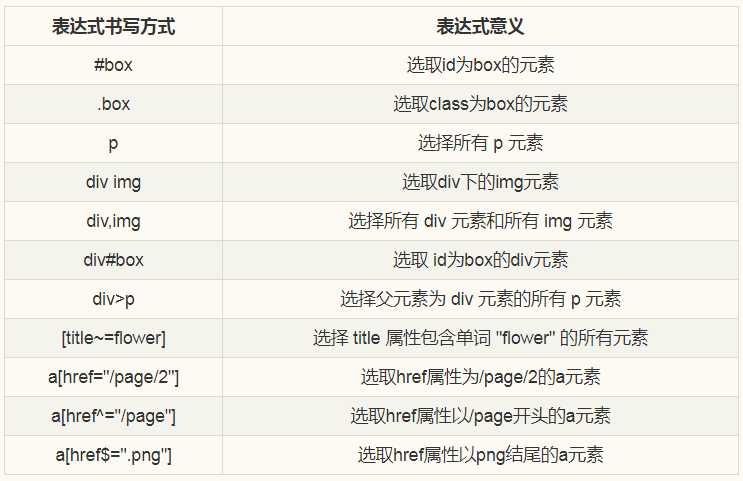 表达式书写方式 表达式意义
#box 选取id为box的元素
.box 选取class为box的元素
p 选择所有 p 元素
div img 选取div下的img元素
div,img 选择所有 div 元素和所有 img 元素
div#box 选取 id为box的div元素
div>p 选择父元素为 div 元素的所有 p 元素
[title~=flower] 选择 title 属性包含单词 "flower" 的所有元素
a[href="/page/2"] 选取href属性为/page/2的a元素
a[href^="/page"] 选取href属性以/page开头的a元素
a[href$=".png"] 选取href属性以png结尾的a元素